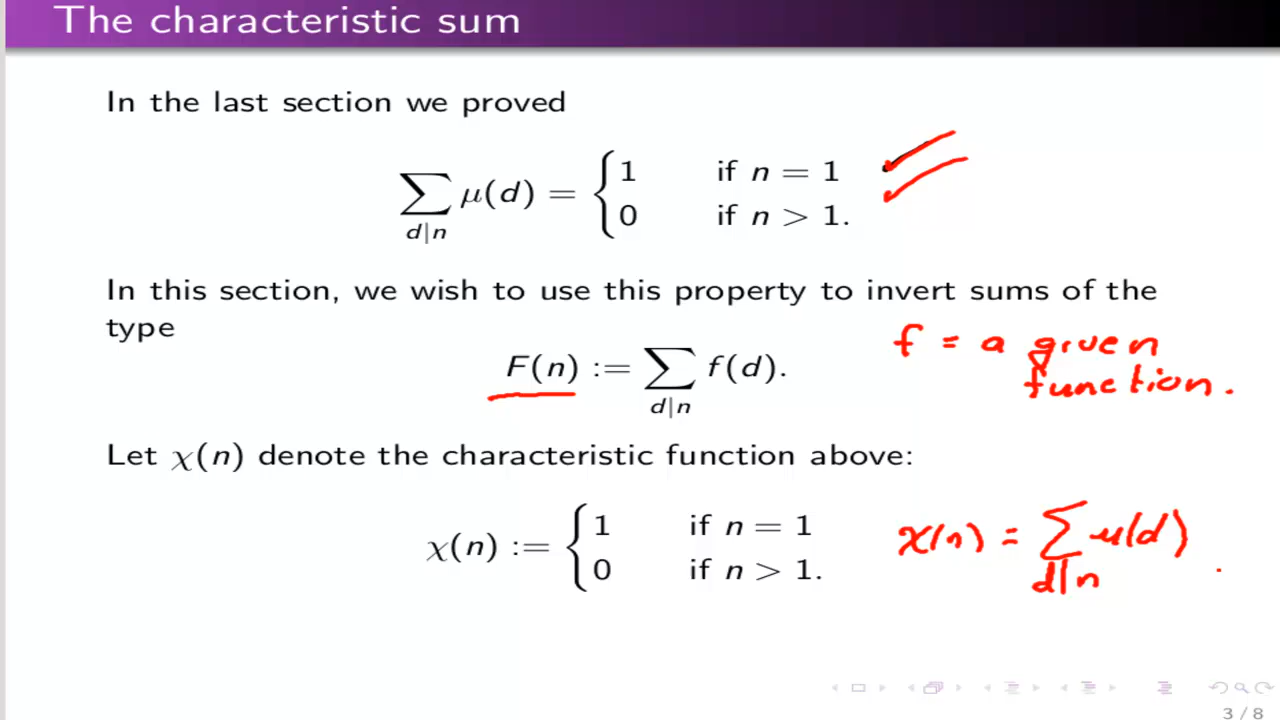 The characteristic sum
In the last section we proved
∑_{d|n} μ(d) = { 1 if n = 1
0 if n > 1.
In this section, we wish to use this property to invert sums of the
type
F(n) := ∑_{d|n} f(d).
f = a given
function.
Let χ(n) denote the characteristic function above:
χ(n) := { 1 if n = 1
0 if n > 1.
χ(n) = ∑_{d|n} μ(d)
3 / 8